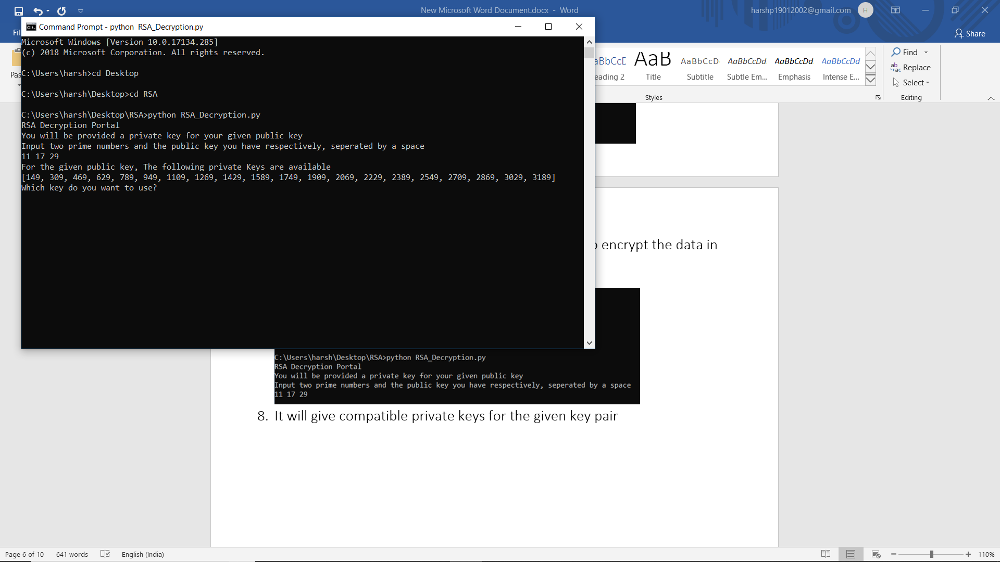 New Microsoft Word Document.docx - Word
harshp19012002@gmail.com
H
Share
Command Prompt - python RSA_Decryption.py
Microsoft Windows [Version 10.0.17134.285]
(c) 2018 Microsoft Corporation. All rights reserved.
C:\Users\harsh>cd Desktop
C:\Users\harsh\Desktop>cd RSA
C:\Users\harsh\Desktop\RSA>python RSA_Decryption.py
RSA Decryption Portal
You will be provided a private key for your given public key
Input two prime numbers and the public key you have respectively, seperated by a space
11 17 29
For the given public key, The following private Keys are available
[149, 309, 469, 629, 789, 949, 1109, 1269, 1429, 1589, 1749, 1909, 2069, 2229, 2389, 2549, 2709, 2869, 3029, 3189]
Which key do you want to use?
AaB AaBbCcD AaBbCcDd AaBbCcDd AaBbCcDd
eading 2 Title Subtitle Subtle Em... Emphasis Intense E...
Styles
Find
Replace
Select
Editing
encrypt the data in
C:\Users\harsh\Desktop\RSA>python RSA_Decryption.py
RSA Decryption Portal
You will be provided a private key for your given public key
Input two prime numbers and the public key you have respectively, seperated by a space
11 17 29
8. It will give compatible private keys for the given key pair
Page 6 of 10 641 words English (India) 110%